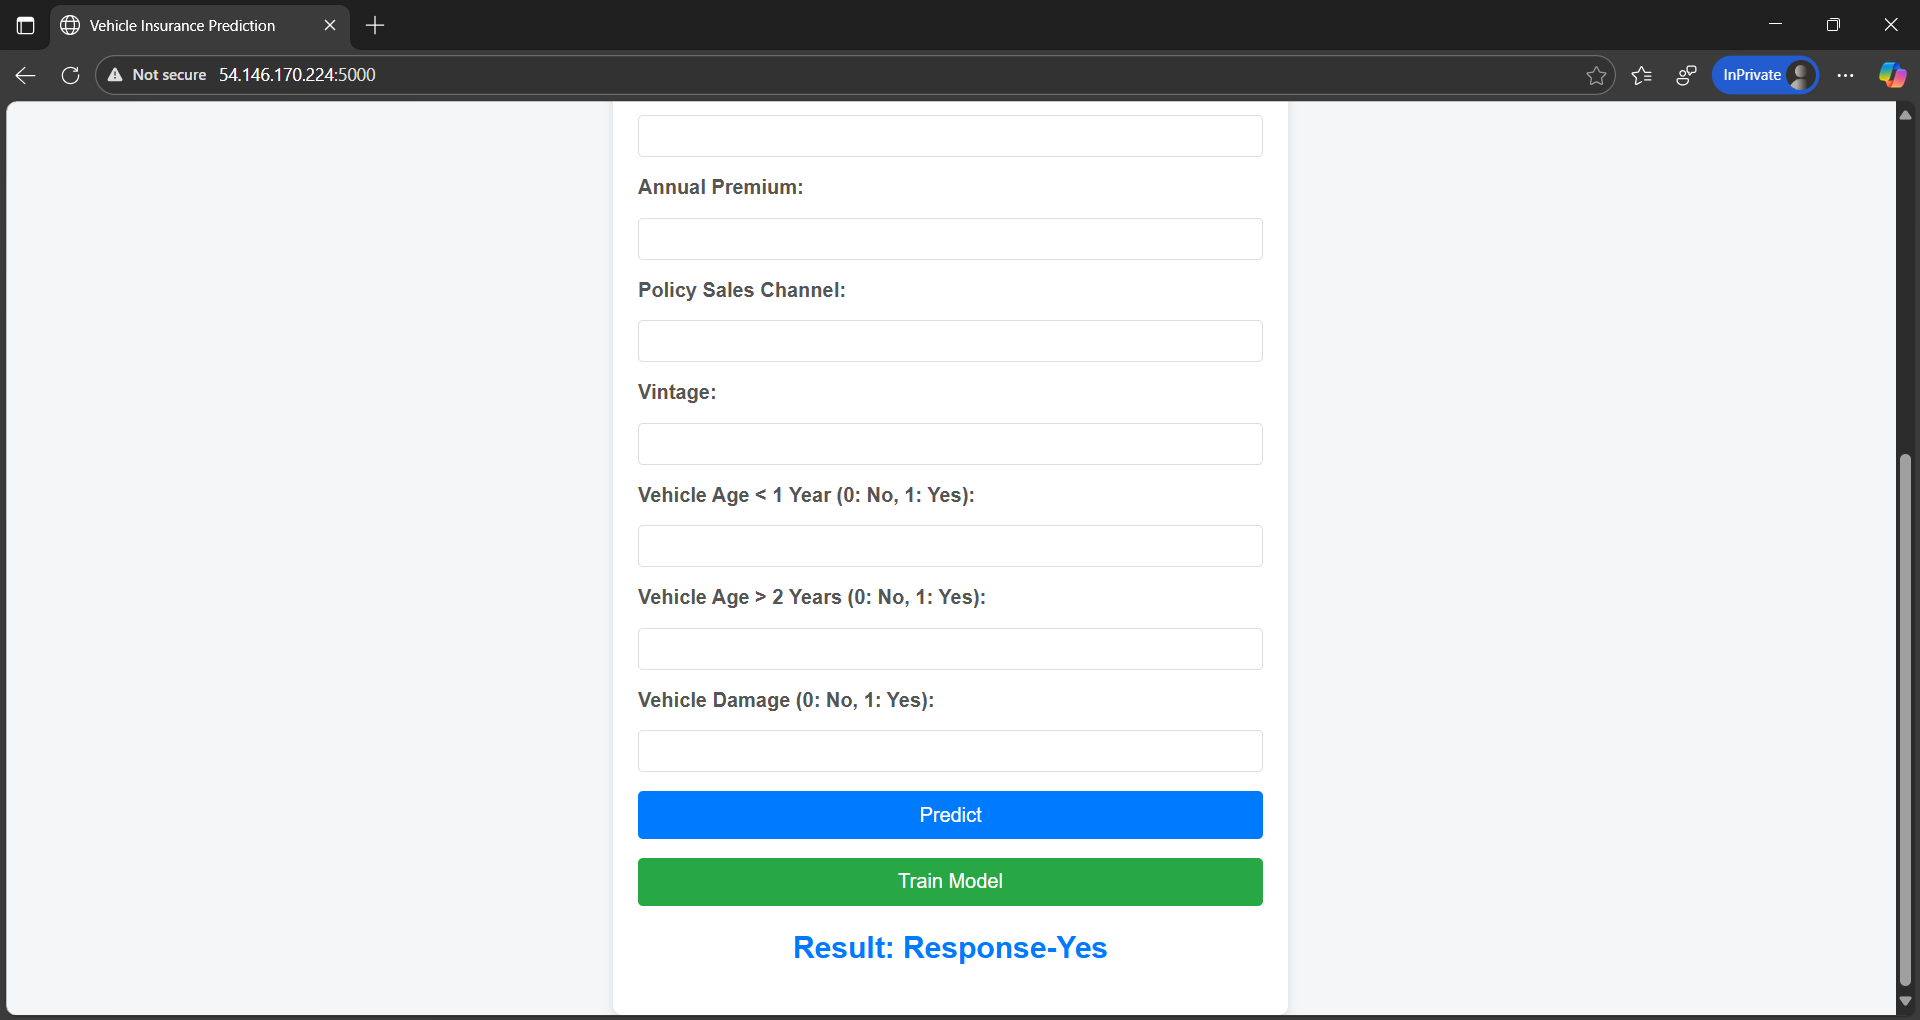 Vehicle Insurance Prediction
Not secure 54.146.170.224:5000
InPrivate
Annual Premium:
Policy Sales Channel:
Vintage:
Vehicle Age < 1 Year (0: No, 1: Yes):
Vehicle Age > 2 Years (0: No, 1: Yes):
Vehicle Damage (0: No, 1: Yes):
Predict
Train Model
Result: Response-Yes